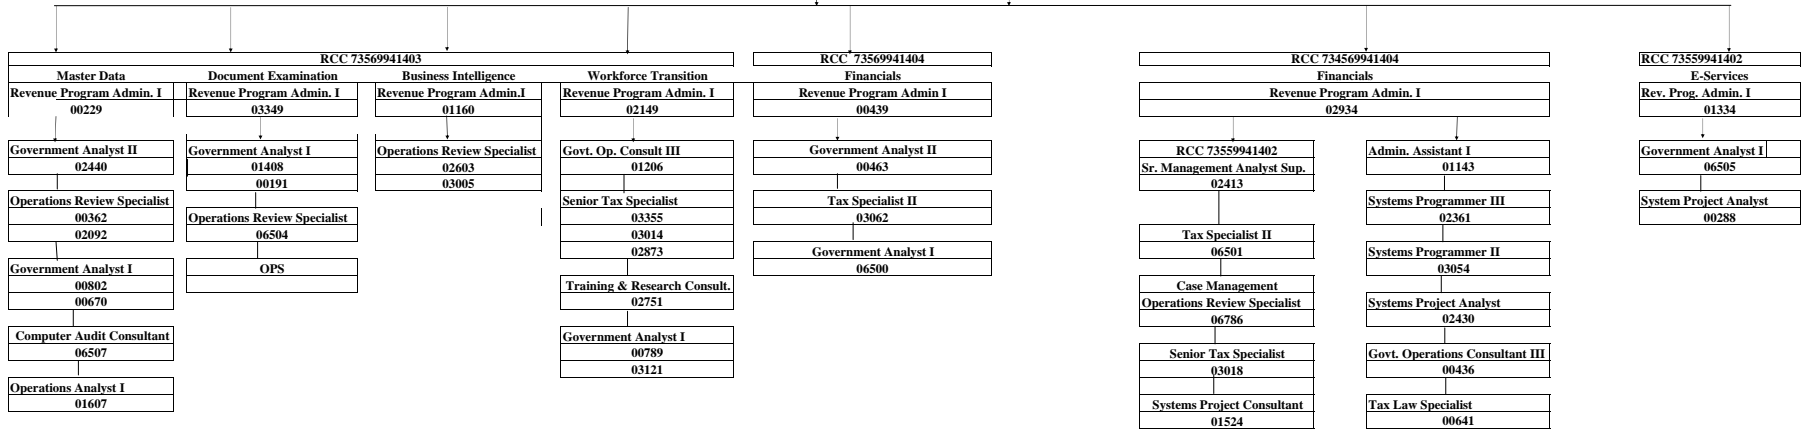 RCC 73569941403
Master Data
Revenue Program Admin. I
00229
Government Analyst II
02440
Operations Review Specialist
00362
02092
Government Analyst I
00802
00670
Computer Audit Consultant
06507
Operations Analyst I
01607
Document Examination
Revenue Program Admin. I
03349
Government Analyst I
01408
00191
Operations Review Specialist
06504
OPS
Business Intelligence
Revenue Program Admin.I
01160
Operations Review Specialist
02603
03005
Workforce Transition
Revenue Program Admin. I
02149
Govt. Op. Consult III
01206
Senior Tax Specialist
03355
03014
02873
Training & Research Consult.
02751
Government Analyst I
00789
03121
RCC 73569941404
Financials
Revenue Program Admin I
00439
Government Analyst II
00463
Tax Specialist II
03062
Government Analyst I
06500
RCC 734569941404
Financials
Revenue Program Admin. I
02934
RCC 73559941402
Sr. Management Analyst Sup.
02413
Tax Specialist II
06501
Case Management
Operations Review Specialist
06786
Senior Tax Specialist
03018
Systems Project Consultant
01524
Admin. Assistant I
01143
Systems Programmer III
02361
Systems Programmer II
03054
Systems Project Analyst
02430
Govt. Operations Consultant III
00436
Tax Law Specialist
00641
RCC 73559941402
E-Services
Rev. Prog. Admin. I
01334
Government Analyst I
06505
System Project Analyst
00288